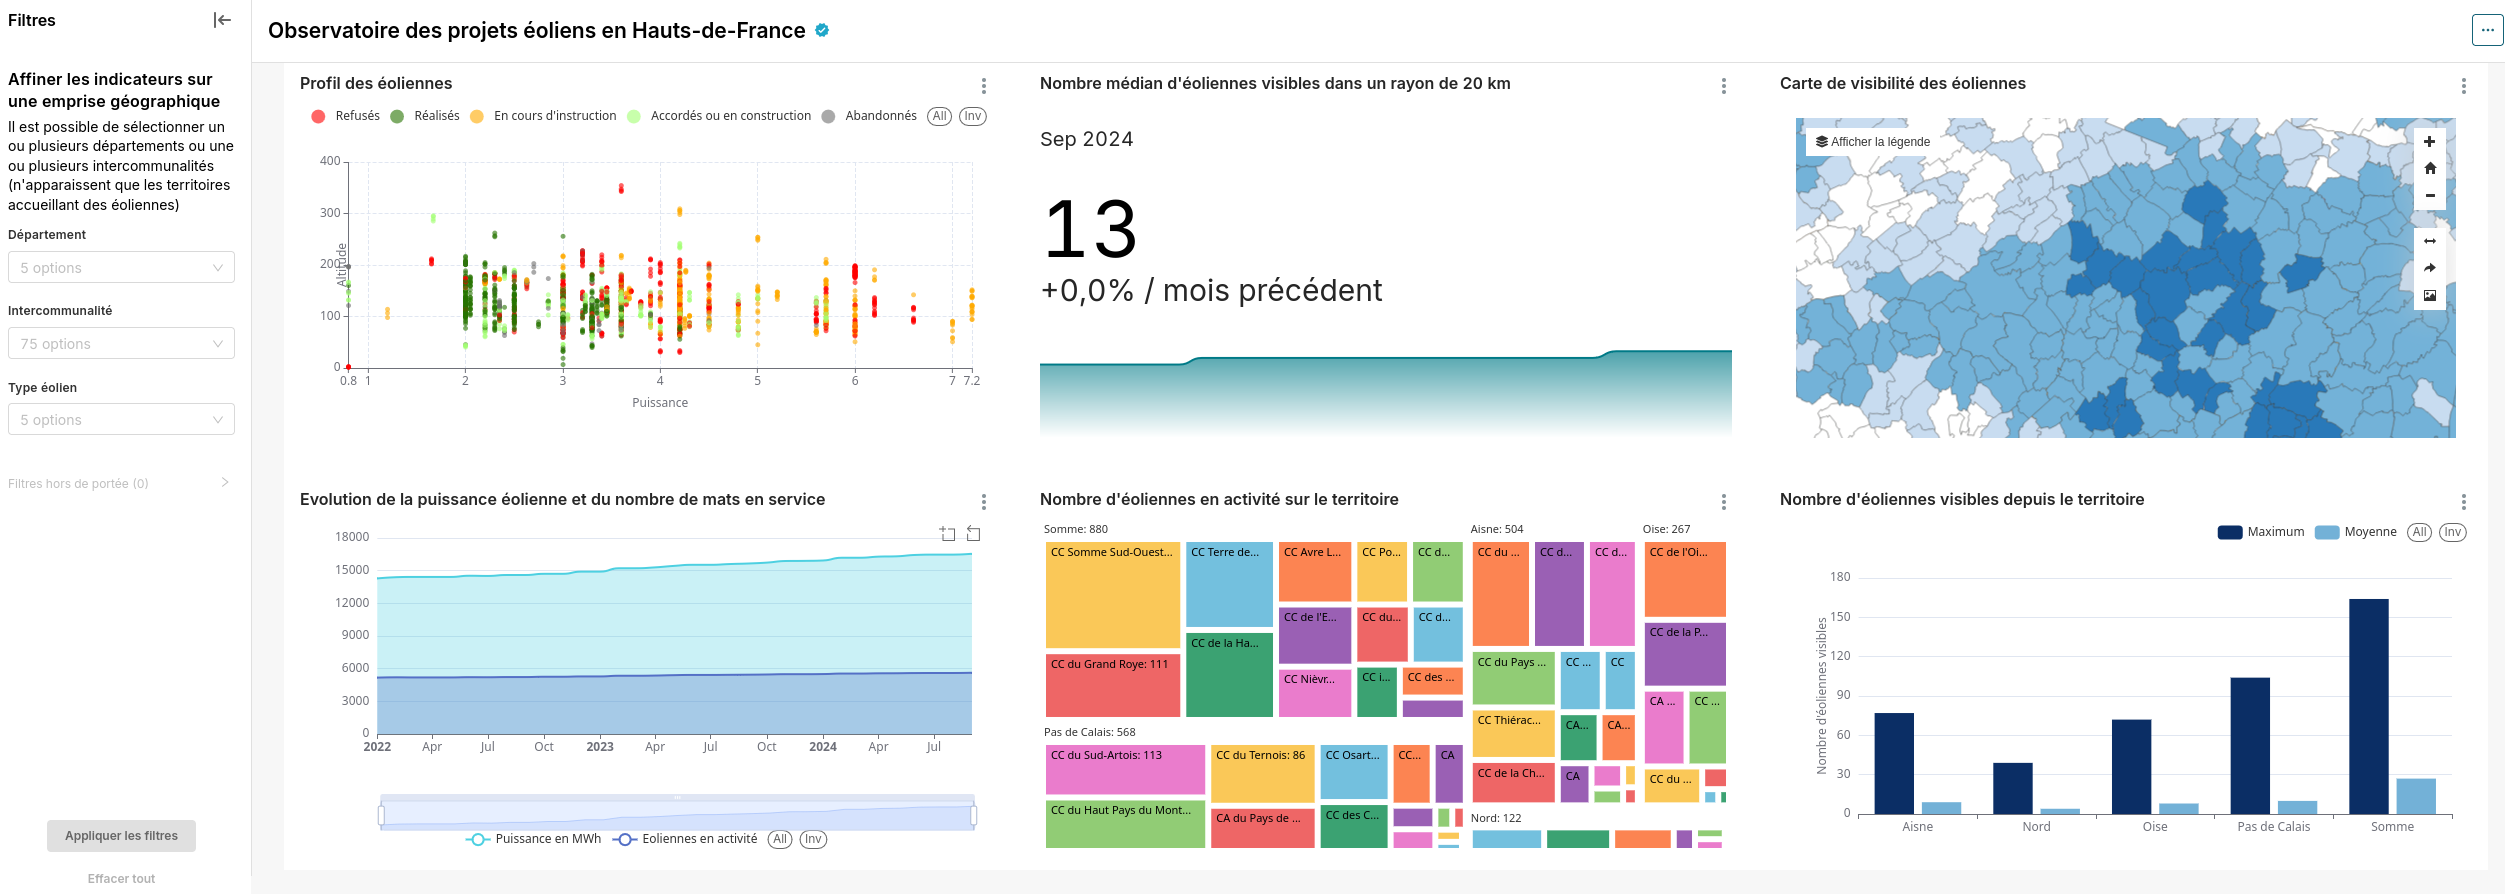 Filtres
Affiner les indicateurs sur
une emprise géographique
Il est possible de sélectionner un
ou plusieurs départements ou une
ou plusieurs intercommunalités
(n'apparaissent que les territoires
accueillant des éoliennes)
Département
5 options
Intercommunalité
75 options
Type éolien
5 options
Filtres hors de portée (0)
Appliquer les filtres
Effacer tout
Observatoire des projets éoliens en Hauts-de-France
Profil des éoliennes
Refusés Réalisés En cours d'instruction Accordés ou en construction Abandonnés All Inv
400
300
200
100
0
Altitude
0.8 1 2 3 4 5 6 7 7.2
Puissance
Nombre médian d'éoliennes visibles dans un rayon de 20 km
Sep 2024
13
+0,0% / mois précédent
Carte de visibilité des éoliennes
Afficher la légende
Evolution de la puissance éolienne et du nombre de mats en service
18000
15000
12000
9000
6000
3000
0
2022 Apr Jul Oct 2023 Apr Jul Oct 2024 Apr Jul
Puissance en MWh Eoliennes en activité All Inv
Nombre d'éoliennes en activité sur le territoire
Somme: 880
CC Somme Sud-Ouest... CC Terre de... CC Avre L... CC Po... CC d...
CC de l'E... CC du... CC d...
CC de la Ha...
CC du Grand Roye: 111
CC Nièvr... CC i... CC des ...
Pas de Calais: 568
CC du Sud-Artois: 113 CC du Ternois: 86 CC Osart... CC... CA
CC du Haut Pays du Mont... CA du Pays de ... CC des C...
Aisne: 504
CC du ... CC d... CC d...
CC du Pays ... CC ... CC
CC Thiérac... CA... CA...
CC de la Ch... CA
Oise: 267
CC de l'Oi...
CC de la P...
CA ... CC ...
CC du ...
Nord: 122
Nombre d'éoliennes visibles depuis le territoire
Maximum Moyenne All Inv
180
150
120
90
60
30
0
Nombre d'éoliennes visibles
Aisne Nord Oise Pas de Calais Somme